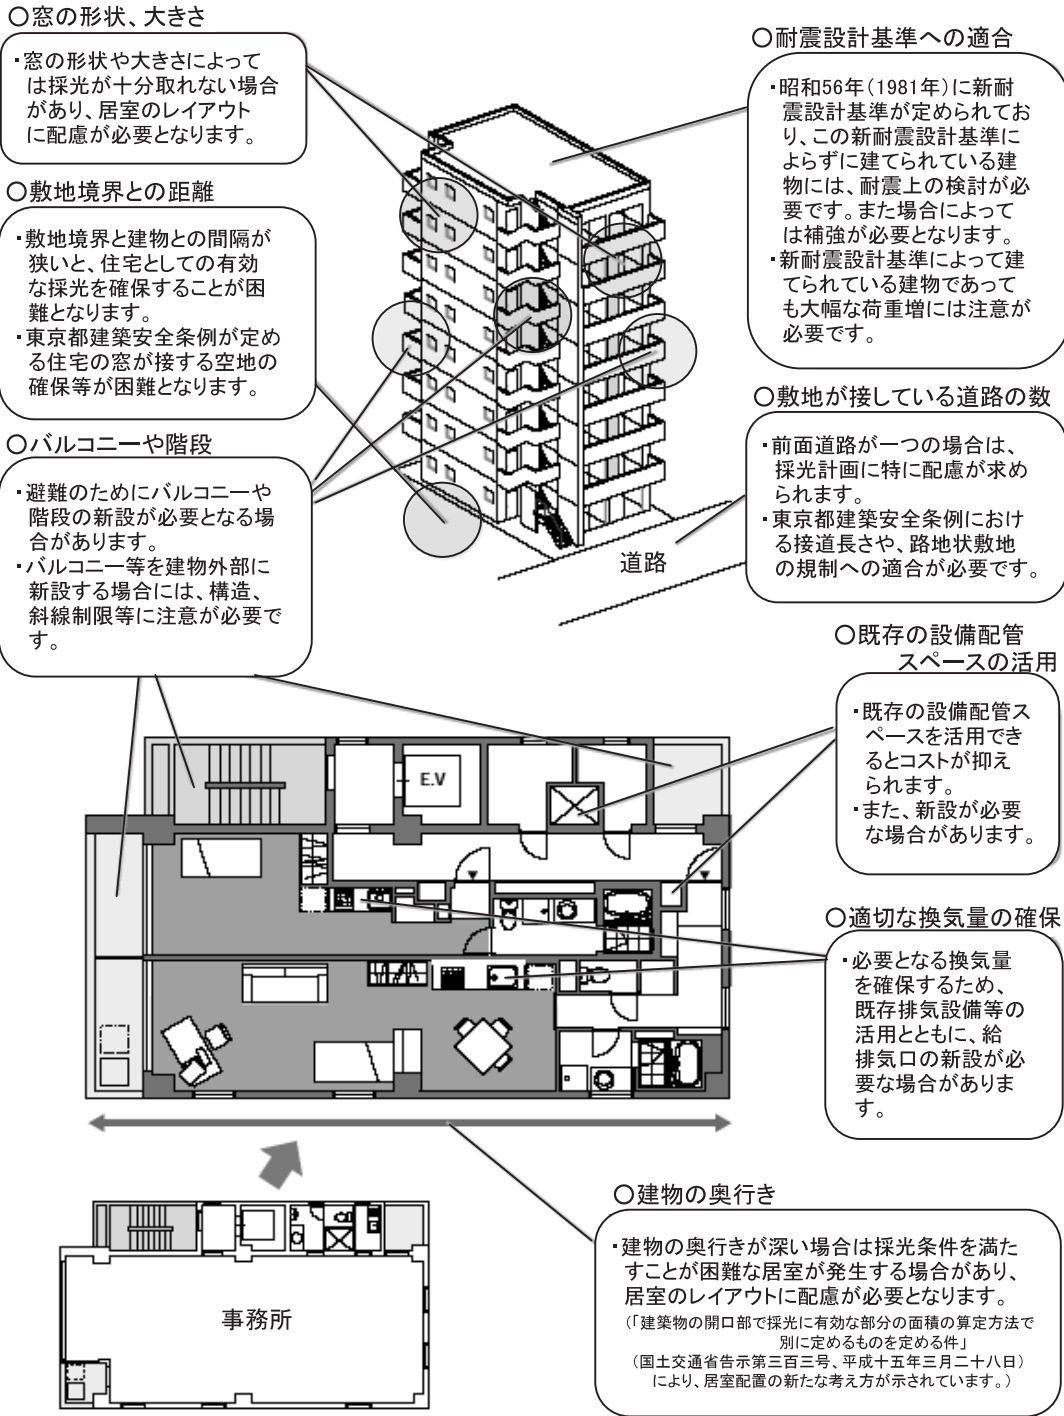 〇窓の形状、大きさ
・窓の形状や大きさによって
は採光が十分取れない場合
があり、居室のレイアウト
に配慮が必要となります。
〇敷地境界との距離
・敷地境界と建物との間隔が
狭いと、住宅としての有効
な採光を確保することが困
難となります。
・東京都建築安全条例が定め
る住宅の窓が接する空地の
確保等が困難となります。
〇バルコニーや階段
・避難のためにバルコニーや
階段の新設が必要となる場
合があります。
・バルコニー等を建物外部に
新設する場合には、構造、
斜線制限等に注意が必要で
す。
〇耐震設計基準への適合
・昭和56年(1981年)に新耐
震設計基準が定められてお
り、この新耐震設計基準に
よらずに建てられている建
物には、耐震上の検討が必
要です。また場合によって
は補強が必要となります。
・新耐震設計基準によって建
てられている建物であって
も大幅な荷重増には注意が
必要です。
〇敷地が接している道路の数
・前面道路が一つの場合は、
採光計画に特に配慮が求め
られます。
・東京都建築安全条例におけ
る接道長さや、路地状敷地
の規制への適合が必要です。
道路
〇既存の設備配管
スペースの活用
・既存の設備配管ス
ペースを活用でき
るとコストが抑え
られます。
・また、新設が必要
な場合があります。
E.V
〇適切な換気量の確保
・必要となる換気量
を確保するため、
既存排気設備等の
活用とともに、給
排気口の新設が必
要な場合がありま
す。
〇建物の奥行き
・建物の奥行きが深い場合は採光条件を満た
すことが困難な居室が発生する場合があり、
居室のレイアウトに配慮が必要となります。
(「建築物の開口部で採光に有効な部分の面積の算定方法で
別に定めるものを定める件」
(国土交通省告示第三百三号、平成十五年三月二十八日)
により、居室配置の新たな考え方が示されています。)
事務所